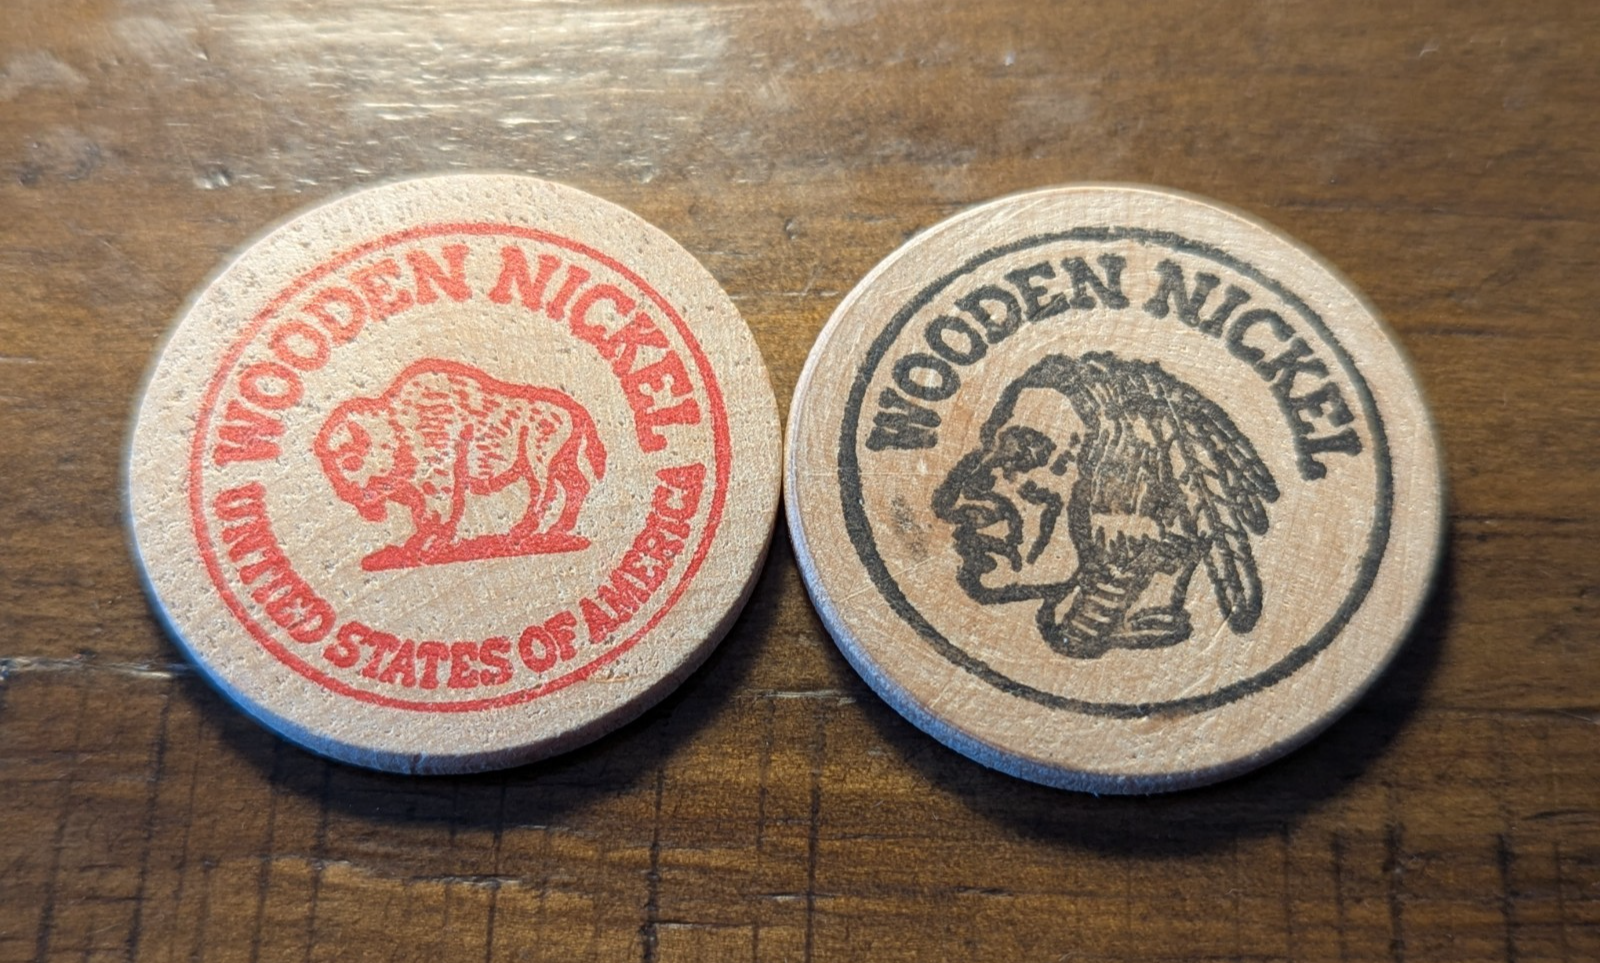 WOODEN NICKEL
UNITED STATES OF AMERICA
WOODEN NICKEL